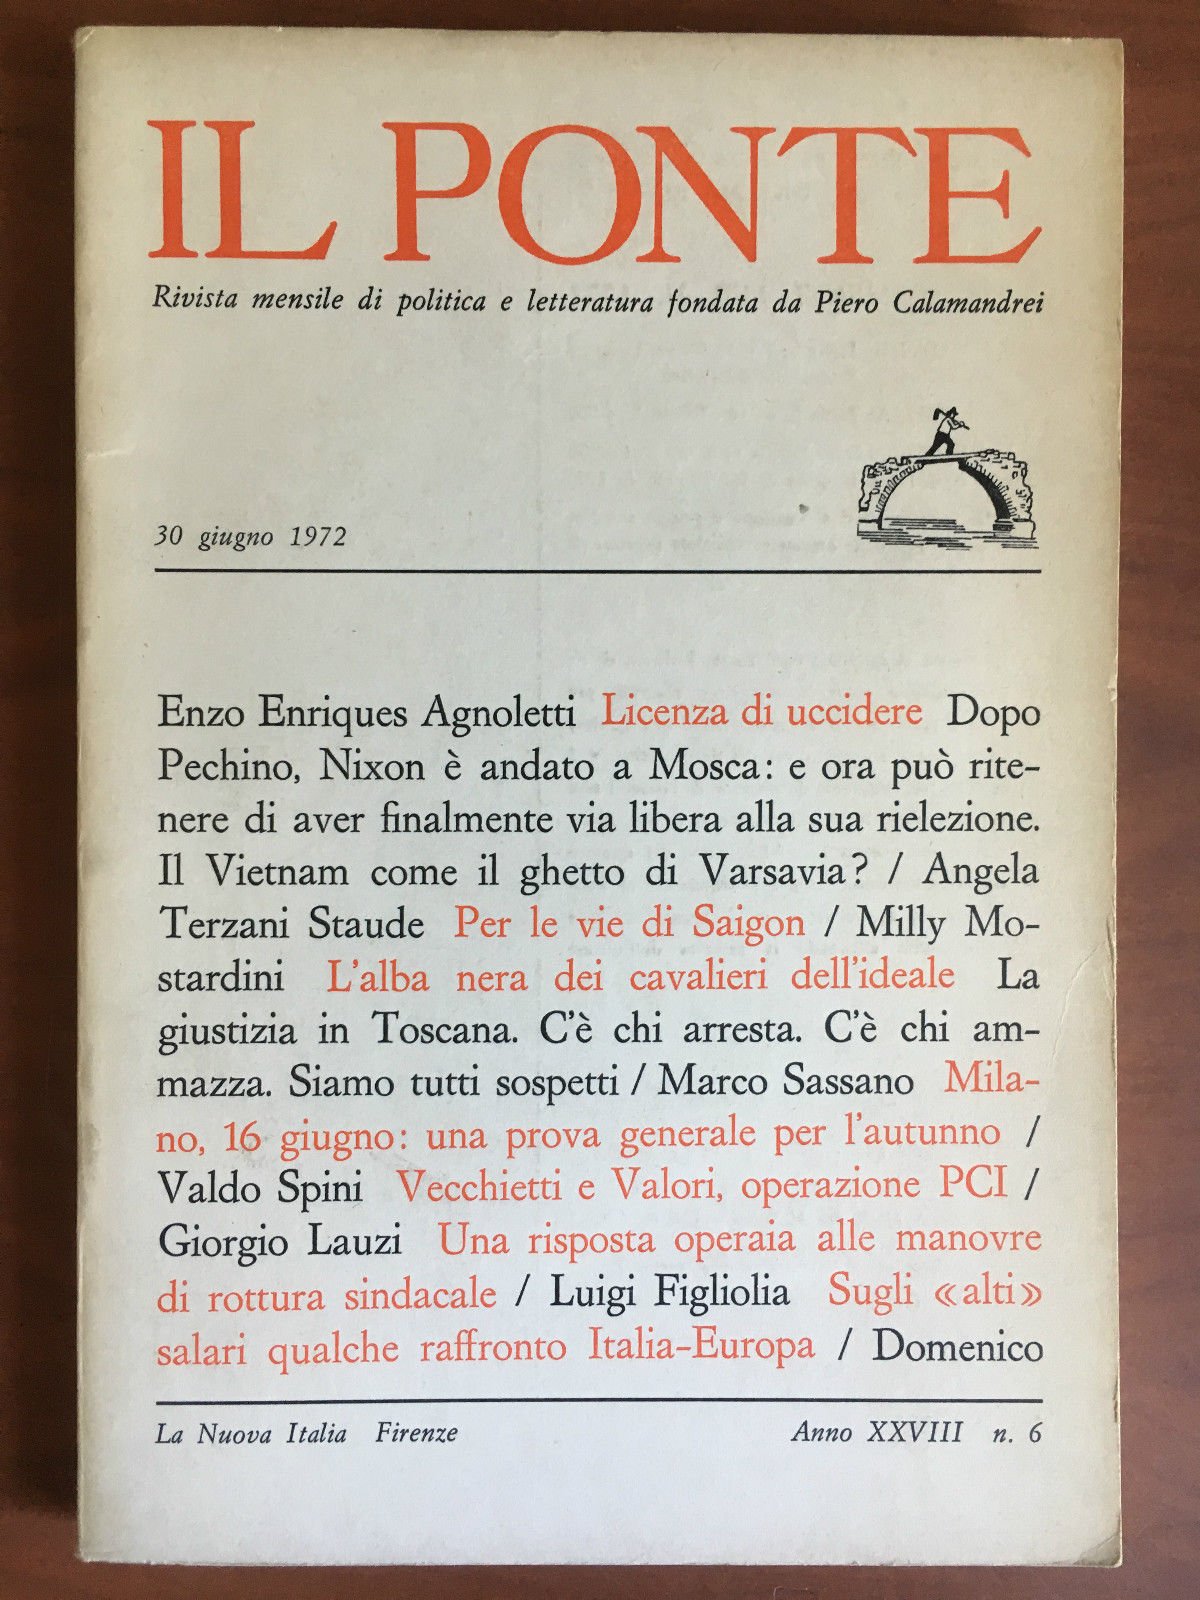 IL PONTE
Rivista mensile di politica e letteratura fondata da Piero Calamandrei
30 giugno 1972
Enzo Enriques Agnoletti Licenza di uccidere Dopo
Pechino, Nixon è andato a Mosca: e ora può rite-
nere di aver finalmente via libera alla sua rielezione.
Il Vietnam come il ghetto di Varsavia? / Angela
Terzani Staude Per le vie di Saigon / Milly Mo-
stardini L'alba nera dei cavalieri dell'ideale La
giustizia in Toscana. C'è chi arresta. C'è chi am-
mazza. Siamo tutti sospetti / Marco Sassano Mila-
no, 16 giugno: una prova generale per l'autunno /
Valdo Spini Vecchietti e Valori, operazione PCI /
Giorgio Lauzi Una risposta operaia alle manovre
di rottura sindacale / Luigi Figliolia Sugli «alti»
salari qualche raffronto Italia-Europa / Domenico
La Nuova Italia Firenze Anno XXVIII n. 6